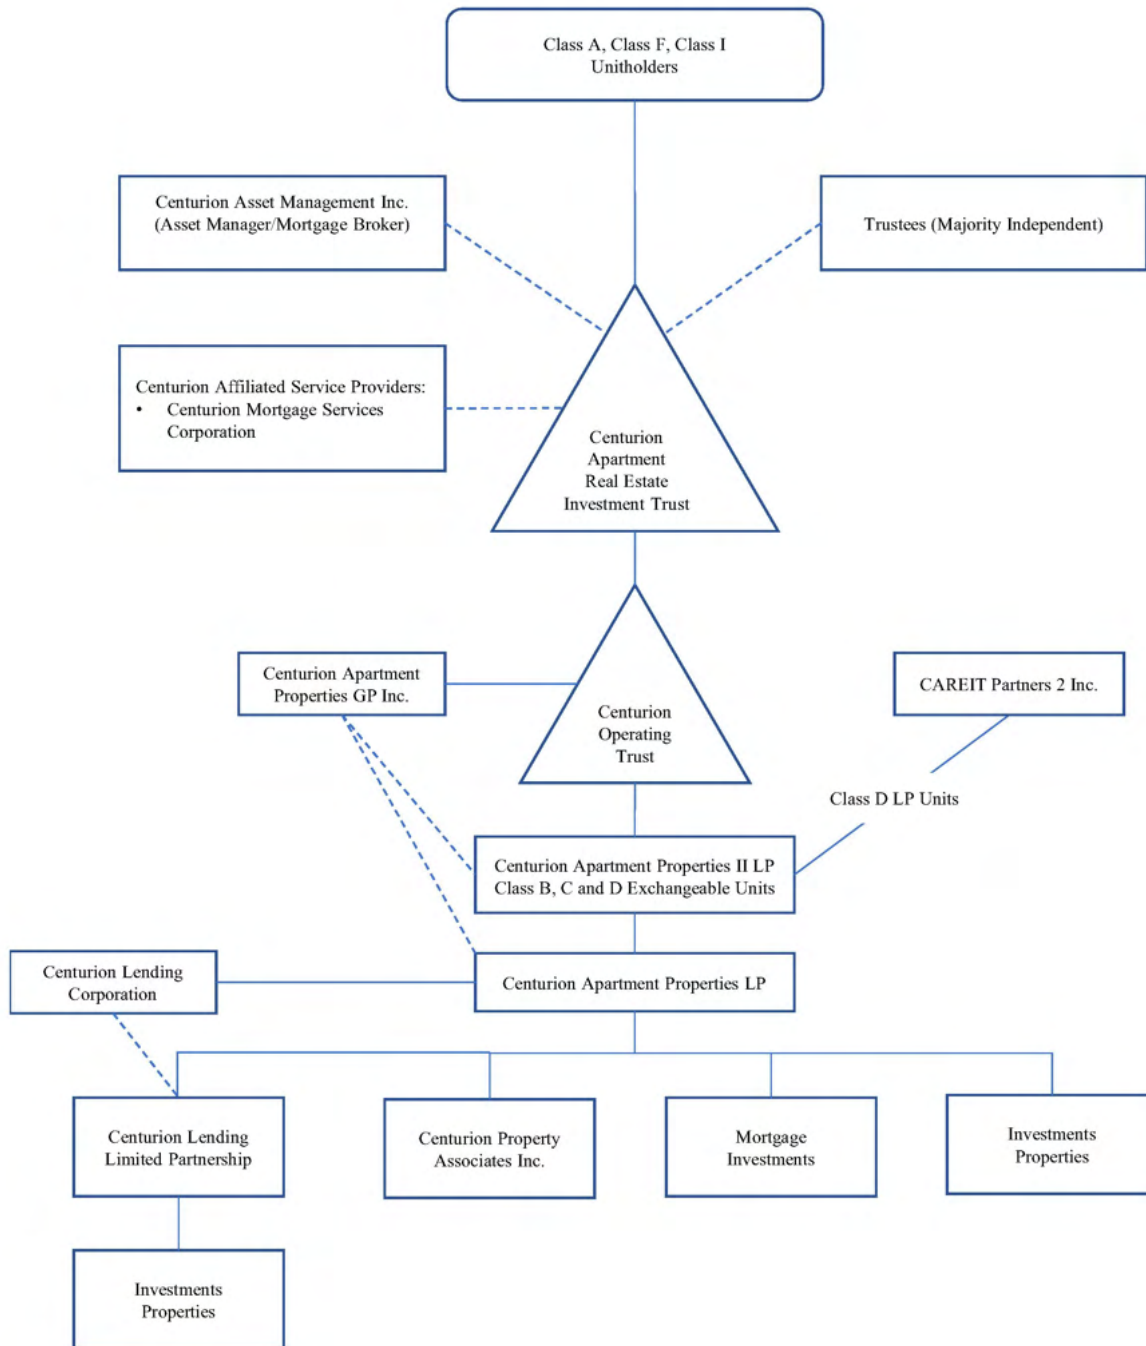 Class A, Class F, Class I
Unitholders
Centurion Asset Management Inc.
(Asset Manager/Mortgage Broker)
Trustees (Majority Independent)
Centurion Affiliated Service Providers:
• Centurion Mortgage Services
Corporation
Centurion
Apartment
Real Estate
Investment Trust
Centurion Apartment
Properties GP Inc.
CAREIT Partners 2 Inc.
Centurion
Operating
Trust
Class D LP Units
Centurion Apartment Properties II LP
Class B, C and D Exchangeable Units
Centurion Lending
Corporation
Centurion Apartment Properties LP
Centurion Lending
Limited Partnership
Centurion Property
Associates Inc.
Mortgage
Investments
Investments
Properties
Investments
Properties